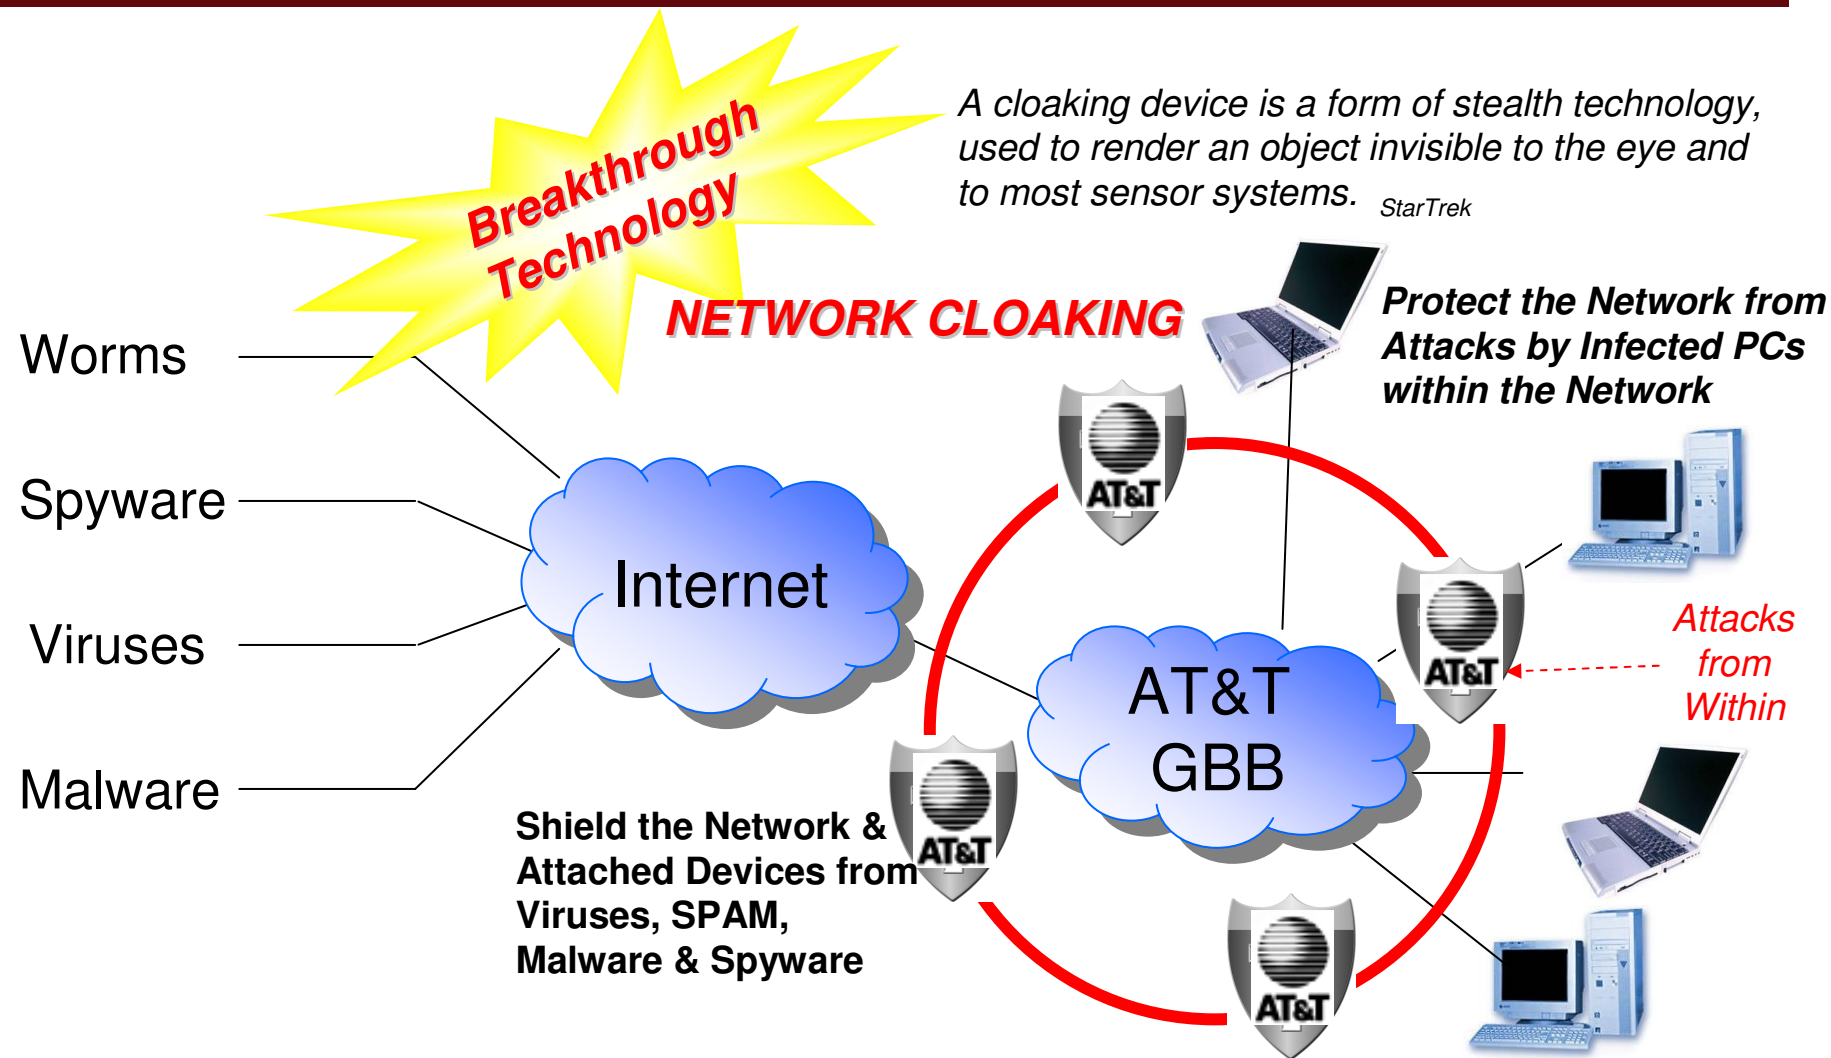 A cloaking device is a form of stealth technology,
used to render an object invisible to the eye and
to most sensor systems. StarTrek
Breakthrough
Technology
NETWORK CLOAKING
Protect the Network from
Attacks by Infected PCs
within the Network
Worms
Spyware
Viruses
Malware
Internet
AT&T
GBB
AT&T
AT&T
AT&T
AT&T
Attacks
from
Within
Shield the Network &
Attached Devices from
Viruses, SPAM,
Malware & Spyware